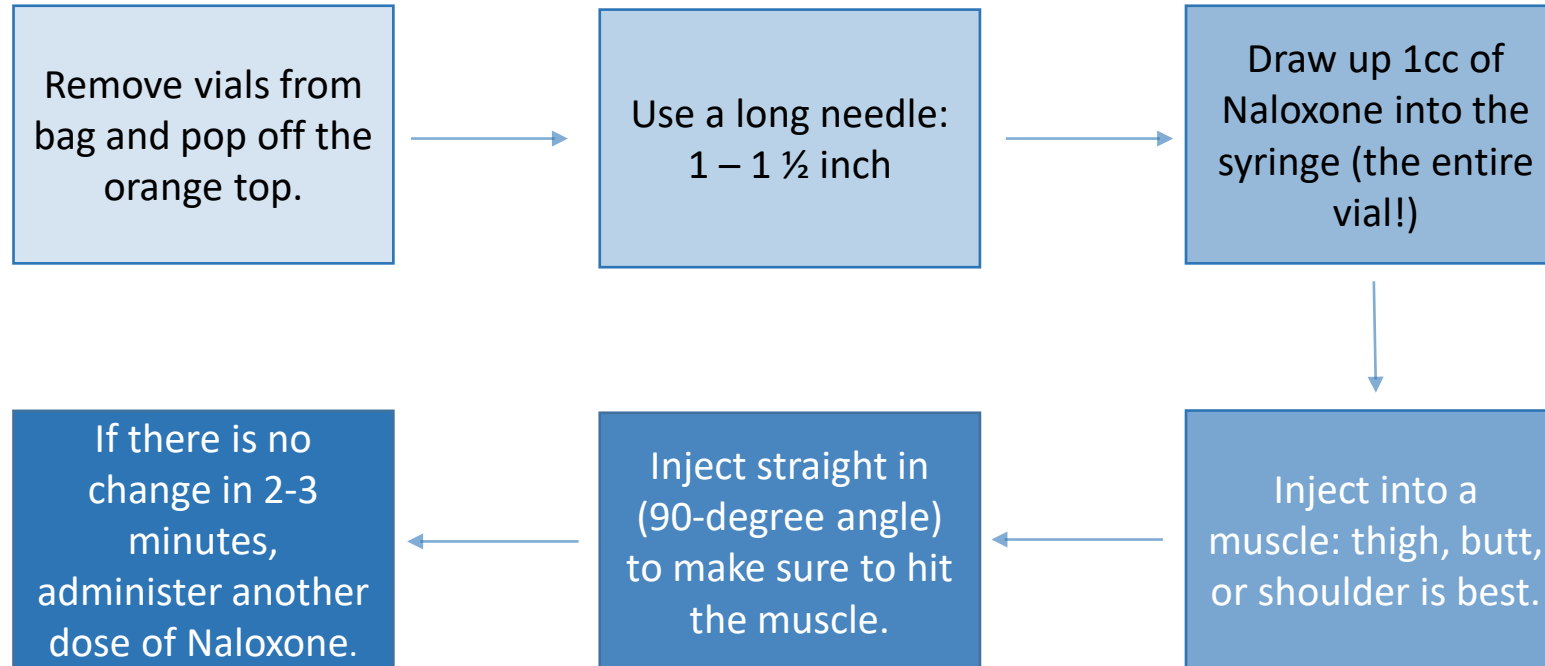 Remove vials from
bag and pop off the
orange top.
Use a long needle:
1 – 1 ½ inch
Draw up 1cc of
Naloxone into the
syringe (the entire
vial!)
Inject into a
muscle: thigh, butt,
or shoulder is best.
Inject straight in
(90-degree angle)
to make sure to hit
the muscle.
If there is no
change in 2-3
minutes,
administer another
dose of Naloxone.